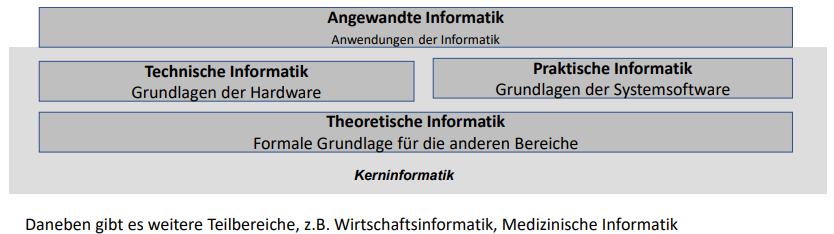 Angewandte Informatik
Anwendungen der Informatik
Technische Informatik
Grundlagen der Hardware
Praktische Informatik
Grundlagen der Systemsoftware
Theoretische Informatik
Formale Grundlage für die anderen Bereiche
Kerninformatik
Daneben gibt es weitere Teilbereiche, z.B. Wirtschaftsinformatik, Medizinische Informatik